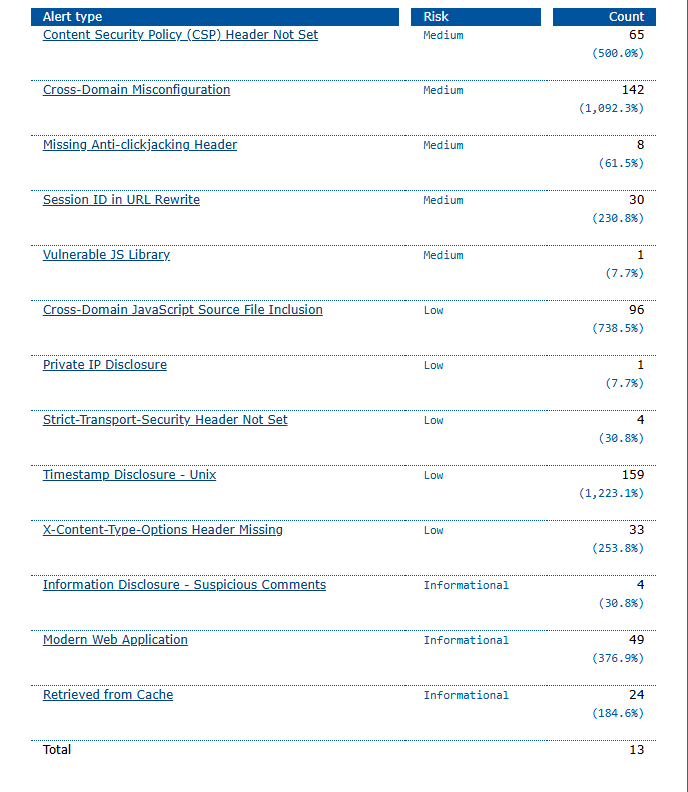 Alert type Risk Count
Content Security Policy (CSP) Header Not Set Medium 65
(500.0%)
Cross-Domain Misconfiguration Medium 142
(1,092.3%)
Missing Anti-clickjacking Header Medium 8
(61.5%)
Session ID in URL Rewrite Medium 30
(230.8%)
Vulnerable JS Library Medium 1
(7.7%)
Cross-Domain JavaScript Source File Inclusion Low 96
(738.5%)
Private IP Disclosure Low 1
(7.7%)
Strict-Transport-Security Header Not Set Low 4
(30.8%)
Timestamp Disclosure - Unix Low 159
(1,223.1%)
X-Content-Type-Options Header Missing Low 33
(253.8%)
Information Disclosure - Suspicious Comments Informational 4
(30.8%)
Modern Web Application Informational 49
(376.9%)
Retrieved from Cache Informational 24
(184.6%)
Total 13